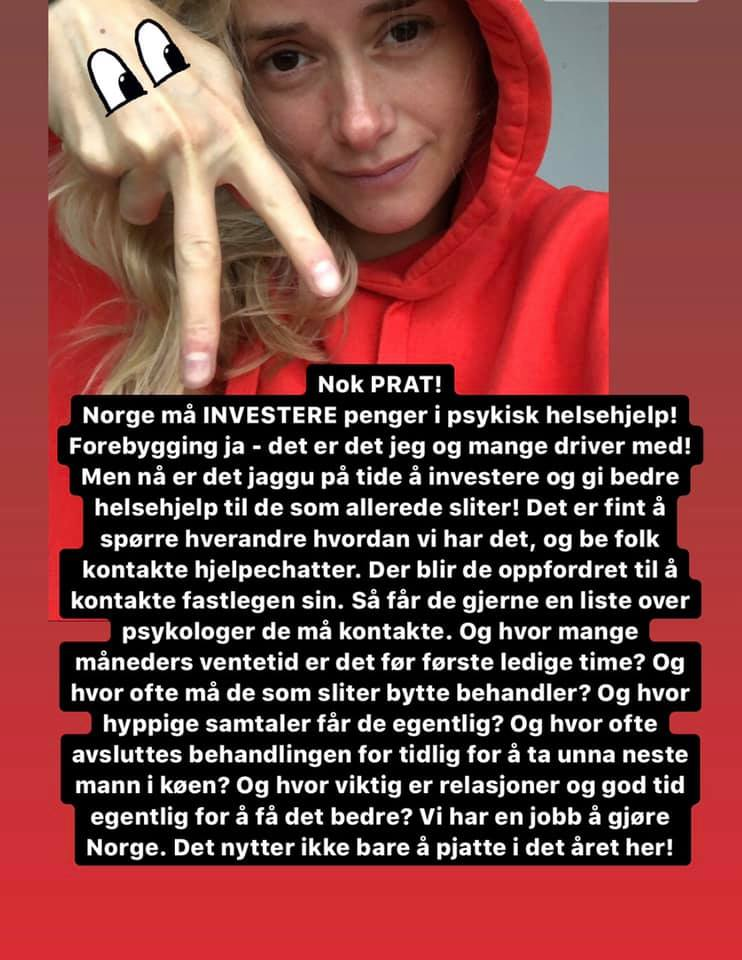 Nok PRAT!
Norge må INVESTERE penger i psykisk helsehjelp!
Forebygging ja - det er det jeg og mange driver med!
Men nå er det jaggu på tide å investere og gi bedre
helsehjelp til de som allerede sliter! Det er fint å
spørre hverandre hvordan vi har det, og be folk
kontakte hjelpechatter. Der blir de oppfordret til å
kontakte fastlegen sin. Så får de gjerne en liste over
psykologer de må kontakte. Og hvor mange
måneders ventetid er det før første ledige time? Og
hvor ofte må de som sliter bytte behandler? Og hvor
hyppige samtaler får de egentlig? Og hvor ofte
avsluttes behandlingen for tidlig for å ta unna neste
mann i køen? Og hvor viktig er relasjoner og god tid
egentlig for å få det bedre? Vi har en jobb å gjøre
Norge. Det nytter ikke bare å pjatte i det året her!